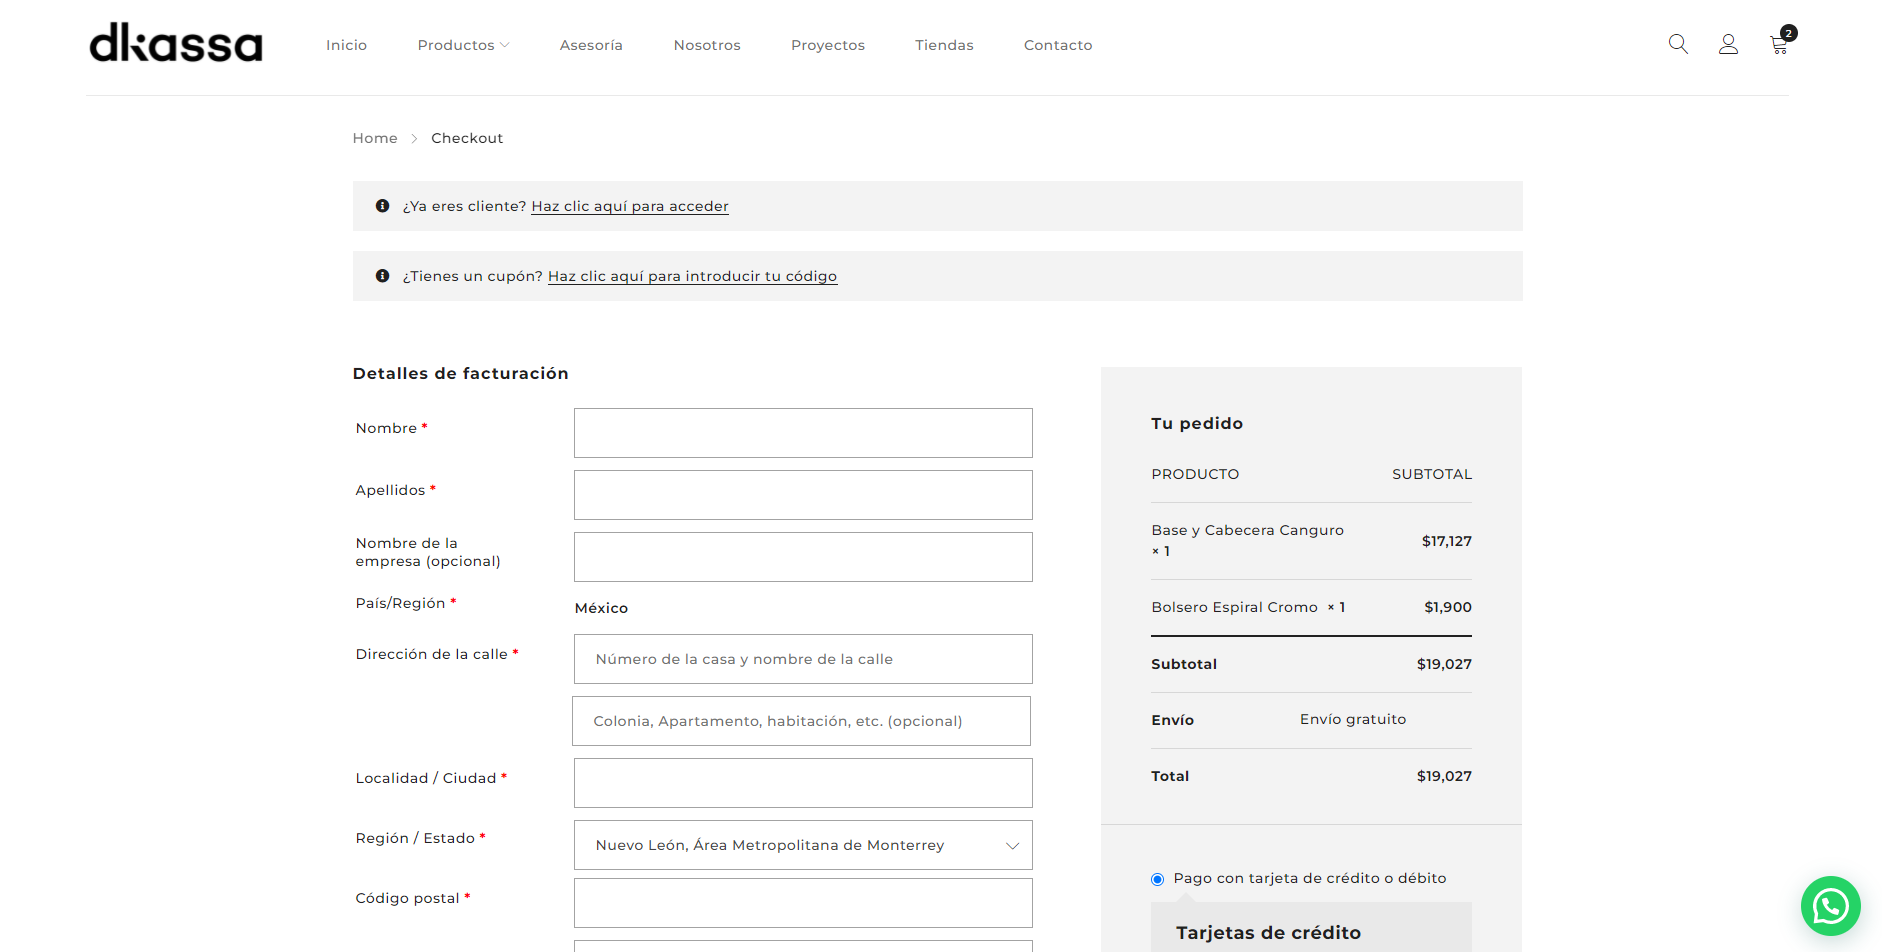 dkassa
Inicio
Productos
Asesoría
Nosotros
Proyectos
Tiendas
Contacto
2
Home
Checkout
¿Ya eres cliente? Haz clic aquí para acceder
¿Tienes un cupón? Haz clic aquí para introducir tu código
Detalles de facturación
Nombre *
Apellidos *
Nombre de la
empresa (opcional)
País/Región *
México
Dirección de la calle *
Número de la casa y nombre de la calle
Colonia, Apartamento, habitación, etc. (opcional)
Localidad / Ciudad *
Región / Estado *
Nuevo León, Área Metropolitana de Monterrey
Código postal *
Tu pedido
PRODUCTO SUBTOTAL
Base y Cabecera Canguro
× 1
$17,127
Bolsero Espiral Cromo × 1 $1,900
Subtotal $19,027
Envío Envío gratuito
Total $19,027
Pago con tarjeta de crédito o débito
Tarjetas de crédito